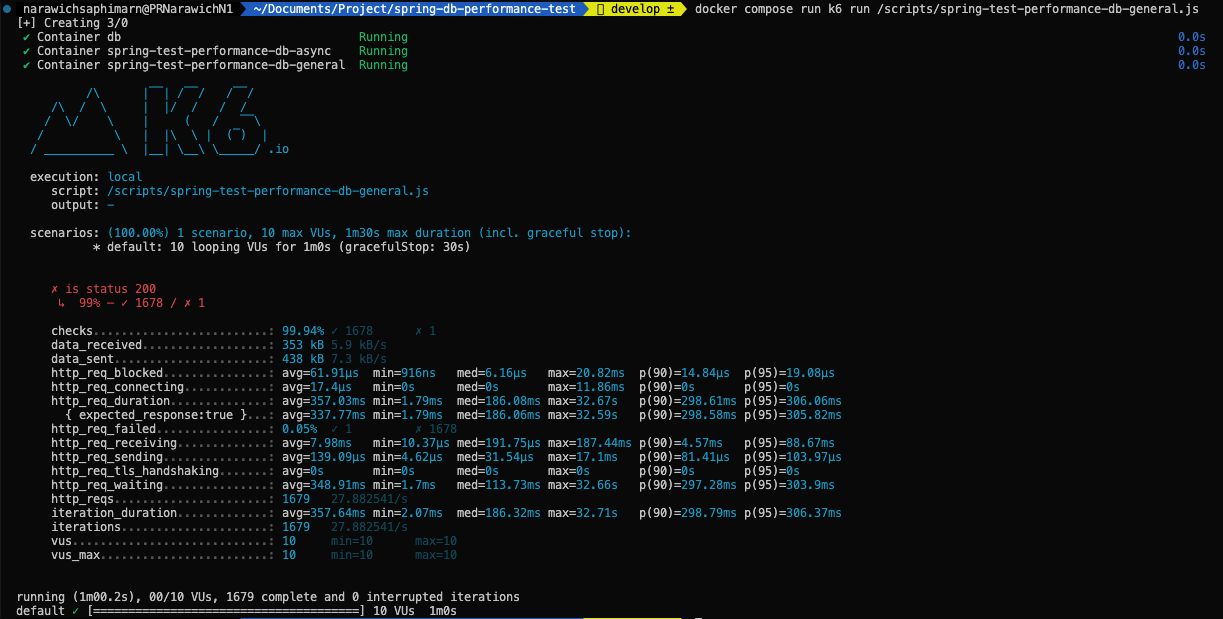 narawichsaphimarn@PRNarawichN1 ~/Documents/Project/spring-db-performance-test develop ± docker compose run k6 run /scripts/spring-test-performance-db-general.js
[+] Creating 3/0
✔ Container db Running 0.0s
✔ Container spring-test-performance-db-async Running 0.0s
✔ Container spring-test-performance-db-general Running 0.0s
K6
.io
execution: local
script: /scripts/spring-test-performance-db-general.js
output: -
scenarios: (100.00%) 1 scenario, 10 max VUs, 1m30s max duration (incl. graceful stop):
* default: 10 looping VUs for 1m0s (gracefulStop: 30s)
✗ is status 200
↳ 99% — ✓ 1678 / ✗ 1
checks.........................: 99.94% ✓ 1678 ✗ 1
data_received..................: 353 kB 5.9 kB/s
data_sent......................: 438 kB 7.3 kB/s
http_req_blocked...............: avg=61.91µs min=916ns med=6.16µs max=20.82ms p(90)=14.84µs p(95)=19.08µs
http_req_connecting............: avg=17.4µs min=0s med=0s max=11.86ms p(90)=0s p(95)=0s
http_req_duration..............: avg=357.03ms min=1.79ms med=186.08ms max=32.67s p(90)=298.61ms p(95)=306.06ms
{ expected_response:true }...: avg=337.77ms min=1.79ms med=186.06ms max=32.59s p(90)=298.58ms p(95)=305.82ms
http_req_failed................: 0.05% ✓ 1 ✗ 1678
http_req_receiving.............: avg=7.98ms min=10.37µs med=191.75µs max=187.44ms p(90)=4.57ms p(95)=88.67ms
http_req_sending...............: avg=139.09µs min=4.62µs med=31.54µs max=17.1ms p(90)=81.41µs p(95)=103.97µs
http_req_tls_handshaking.......: avg=0s min=0s med=0s max=0s p(90)=0s p(95)=0s
http_req_waiting...............: avg=348.91ms min=1.7ms med=113.73ms max=32.66s p(90)=297.28ms p(95)=303.9ms
http_reqs......................: 1679 27.882541/s
iteration_duration.............: avg=357.64ms min=2.07ms med=186.32ms max=32.71s p(90)=298.79ms p(95)=306.37ms
iterations.....................: 1679 27.882541/s
vus............................: 10 min=10 max=10
vus_max........................: 10 min=10 max=10
running (1m00.2s), 00/10 VUs, 1679 complete and 0 interrupted iterations
default ✓ [======================================] 10 VUs 1m0s